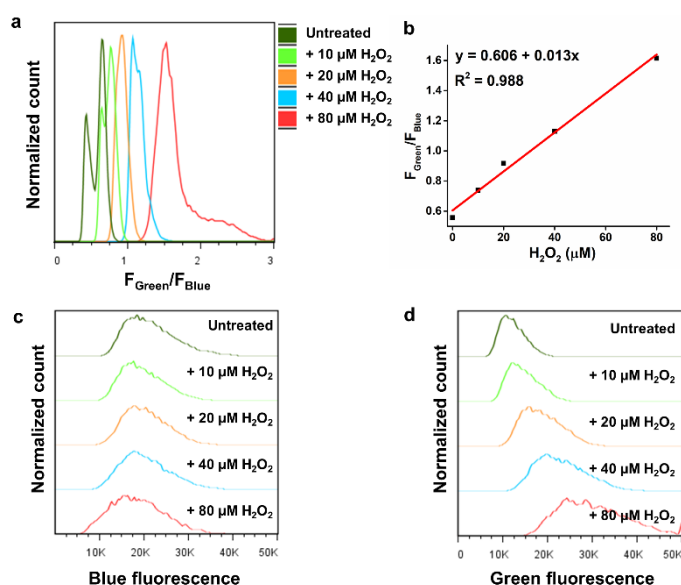 a
Normalized count
Untreated
+ 10 µM H₂O₂
+ 20 µM H₂O₂
+ 40 µM H₂O₂
+ 80 µM H₂O₂
0 1 2 3
F_Green/F_Blue
b
F_Green/F_Blue
y = 0.606 + 0.013x
R² = 0.988
1.6
1.4
1.2
1.0
0.8
0.6
0 20 40 60 80
H₂O₂ (µM)
c
Normalized count
Untreated
+ 10 µM H₂O₂
+ 20 µM H₂O₂
+ 40 µM H₂O₂
+ 80 µM H₂O₂
10K 20K 30K 40K 50K
Blue fluorescence
d
Normalized count
Untreated
+ 10 µM H₂O₂
+ 20 µM H₂O₂
+ 40 µM H₂O₂
+ 80 µM H₂O₂
0 10K 20K 30K 40K 50K
Green fluorescence